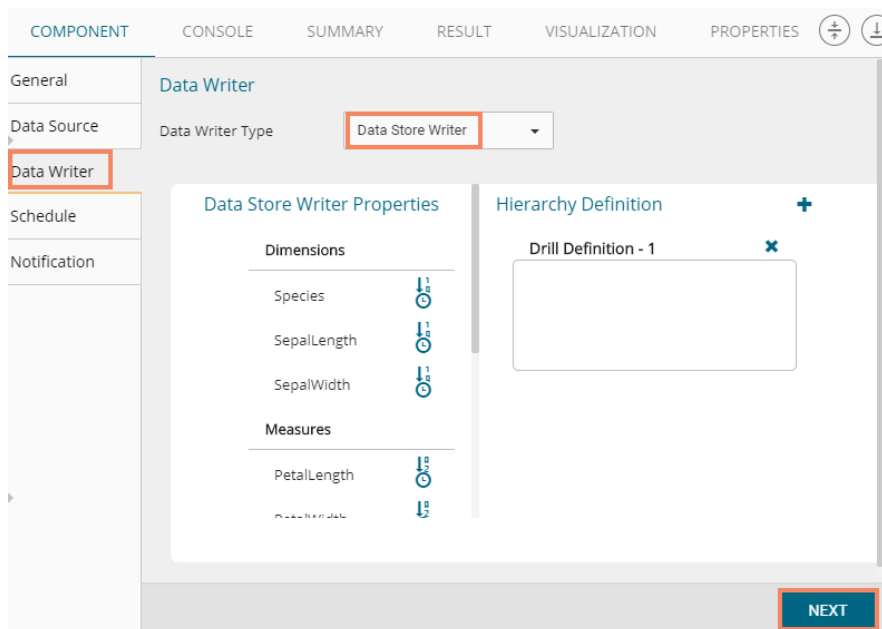 COMPONENT CONSOLE SUMMARY RESULT VISUALIZATION PROPERTIES
General
Data Source
Data Writer
Schedule
Notification
Data Writer
Data Writer Type Data Store Writer
Data Store Writer Properties
Dimensions
Species
SepalLength
SepalWidth
Measures
PetalLength
PetalWidth
Hierarchy Definition
Drill Definition - 1
NEXT